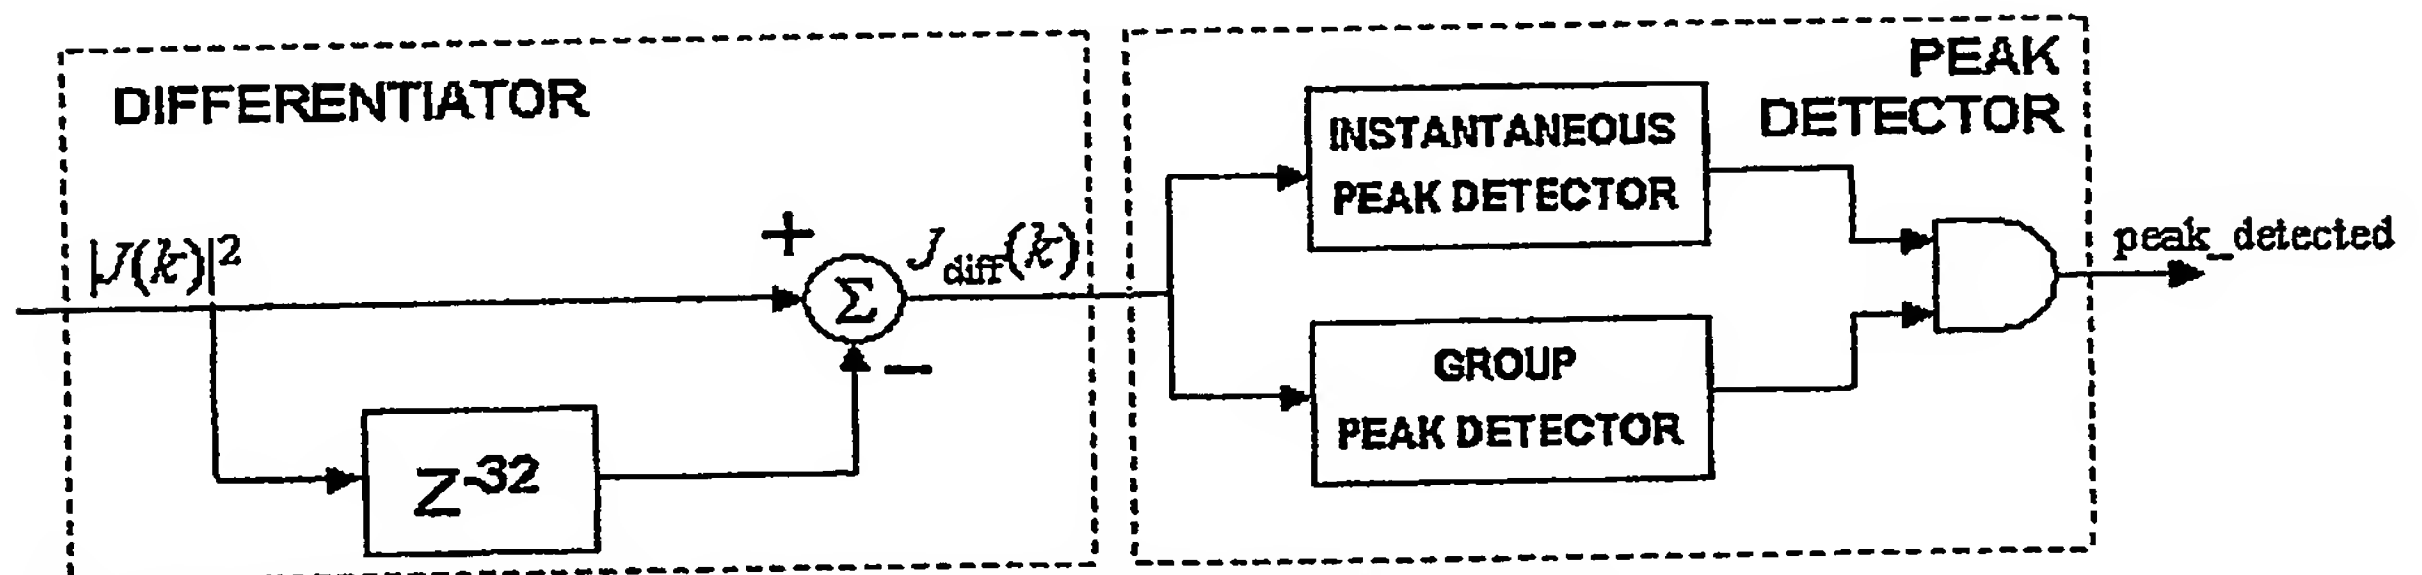 DIFFERENTIATOR
|J(k)|²
+
Σ
−
J_diff(k)
Z⁻³²
PEAK
DETECTOR
INSTANTANEOUS
PEAK DETECTOR
GROUP
PEAK DETECTOR
peak_detected